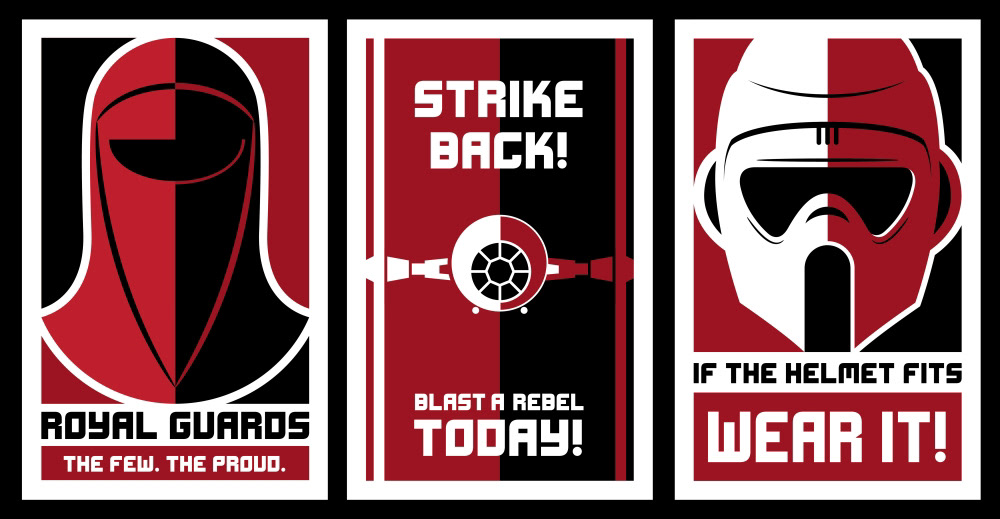 ROYAL GUARDS
THE FEW. THE PROUD.
STRIKE
BACK!
BLAST A REBEL
TODAY!
IF THE HELMET FITS
WEAR IT!